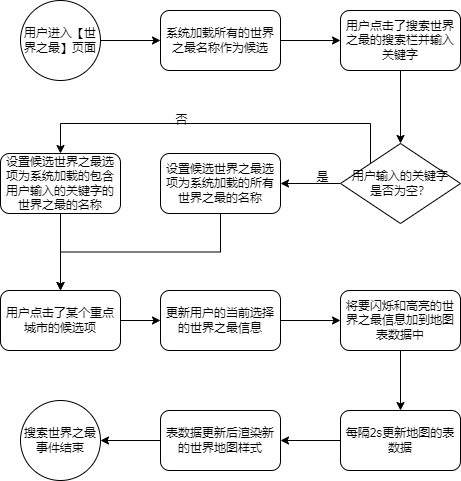 用户进入【世
界之最】页面
系统加载所有的世界
之最名称作为候选
用户点击了搜索世界
之最的搜索栏并输入
关键字
否
设置候选世界之最选
项为系统加载的包含
用户输入的关键字的
世界之最的名称
设置候选世界之最选
项为系统加载的所有
世界之最的名称
是
用户输入的关键字
是否为空?
用户点击了某个重点
城市的候选项
更新用户的当前选择
的世界之最信息
将要闪烁和高亮的世
界之最信息加到地图
表数据中
搜索世界之最
事件结束
表数据更新后渲染新
的世界地图样式
每隔2s更新地图的表
数据